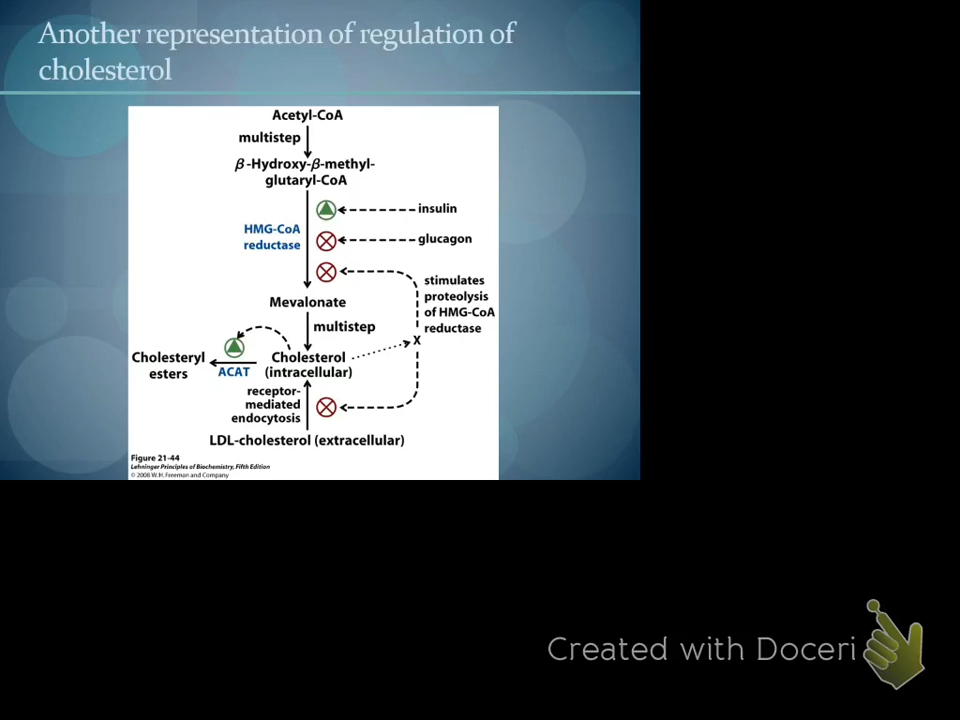 Another representation of regulation of
cholesterol
Acetyl-CoA
multistep
β-Hydroxy-β-methyl-
glutaryl-CoA
insulin
HMG-CoA
reductase
glucagon
stimulates
proteolysis
of HMG-CoA
reductase
Mevalonate
multistep
X
Cholesteryl
esters
ACAT
Cholesterol
(intracellular)
receptor-
mediated
endocytosis
LDL-cholesterol (extracellular)
Figure 21-44
Lehninger Principles of Biochemistry, Fifth Edition
© 2008 W. H. Freeman and Company
Created with Doceri